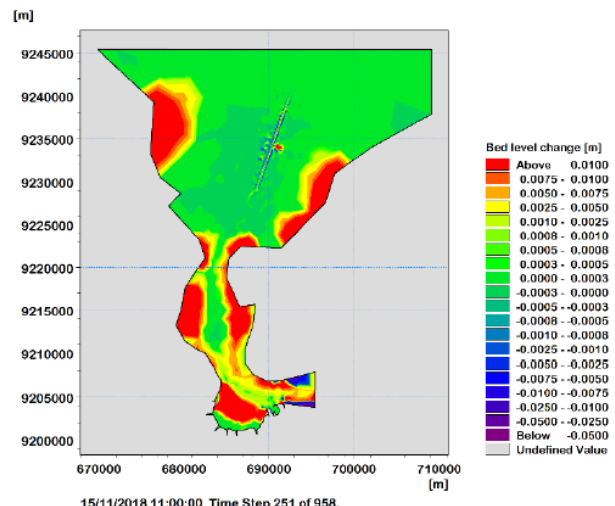 [m]
9245000
9240000
9235000
9230000
9225000
9220000
9215000
9210000
9205000
9200000
670000 680000 690000 700000 710000
[m]
15/11/2018 11:00:00 Time Step 251 of 958.
Bed level change [m]
Above 0.0100
0.0075 - 0.0100
0.0050 - 0.0075
0.0025 - 0.0050
0.0010 - 0.0025
0.0008 - 0.0010
0.0005 - 0.0008
0.0003 - 0.0005
0.0000 - 0.0003
-0.0003 - 0.0000
-0.0005 - -0.0003
-0.0008 - -0.0005
-0.0010 - -0.0008
-0.0025 - -0.0010
-0.0050 - -0.0025
-0.0075 - -0.0050
-0.0100 - -0.0075
-0.0250 - -0.0100
-0.0500 - -0.0250
Below -0.0500
Undefined Value